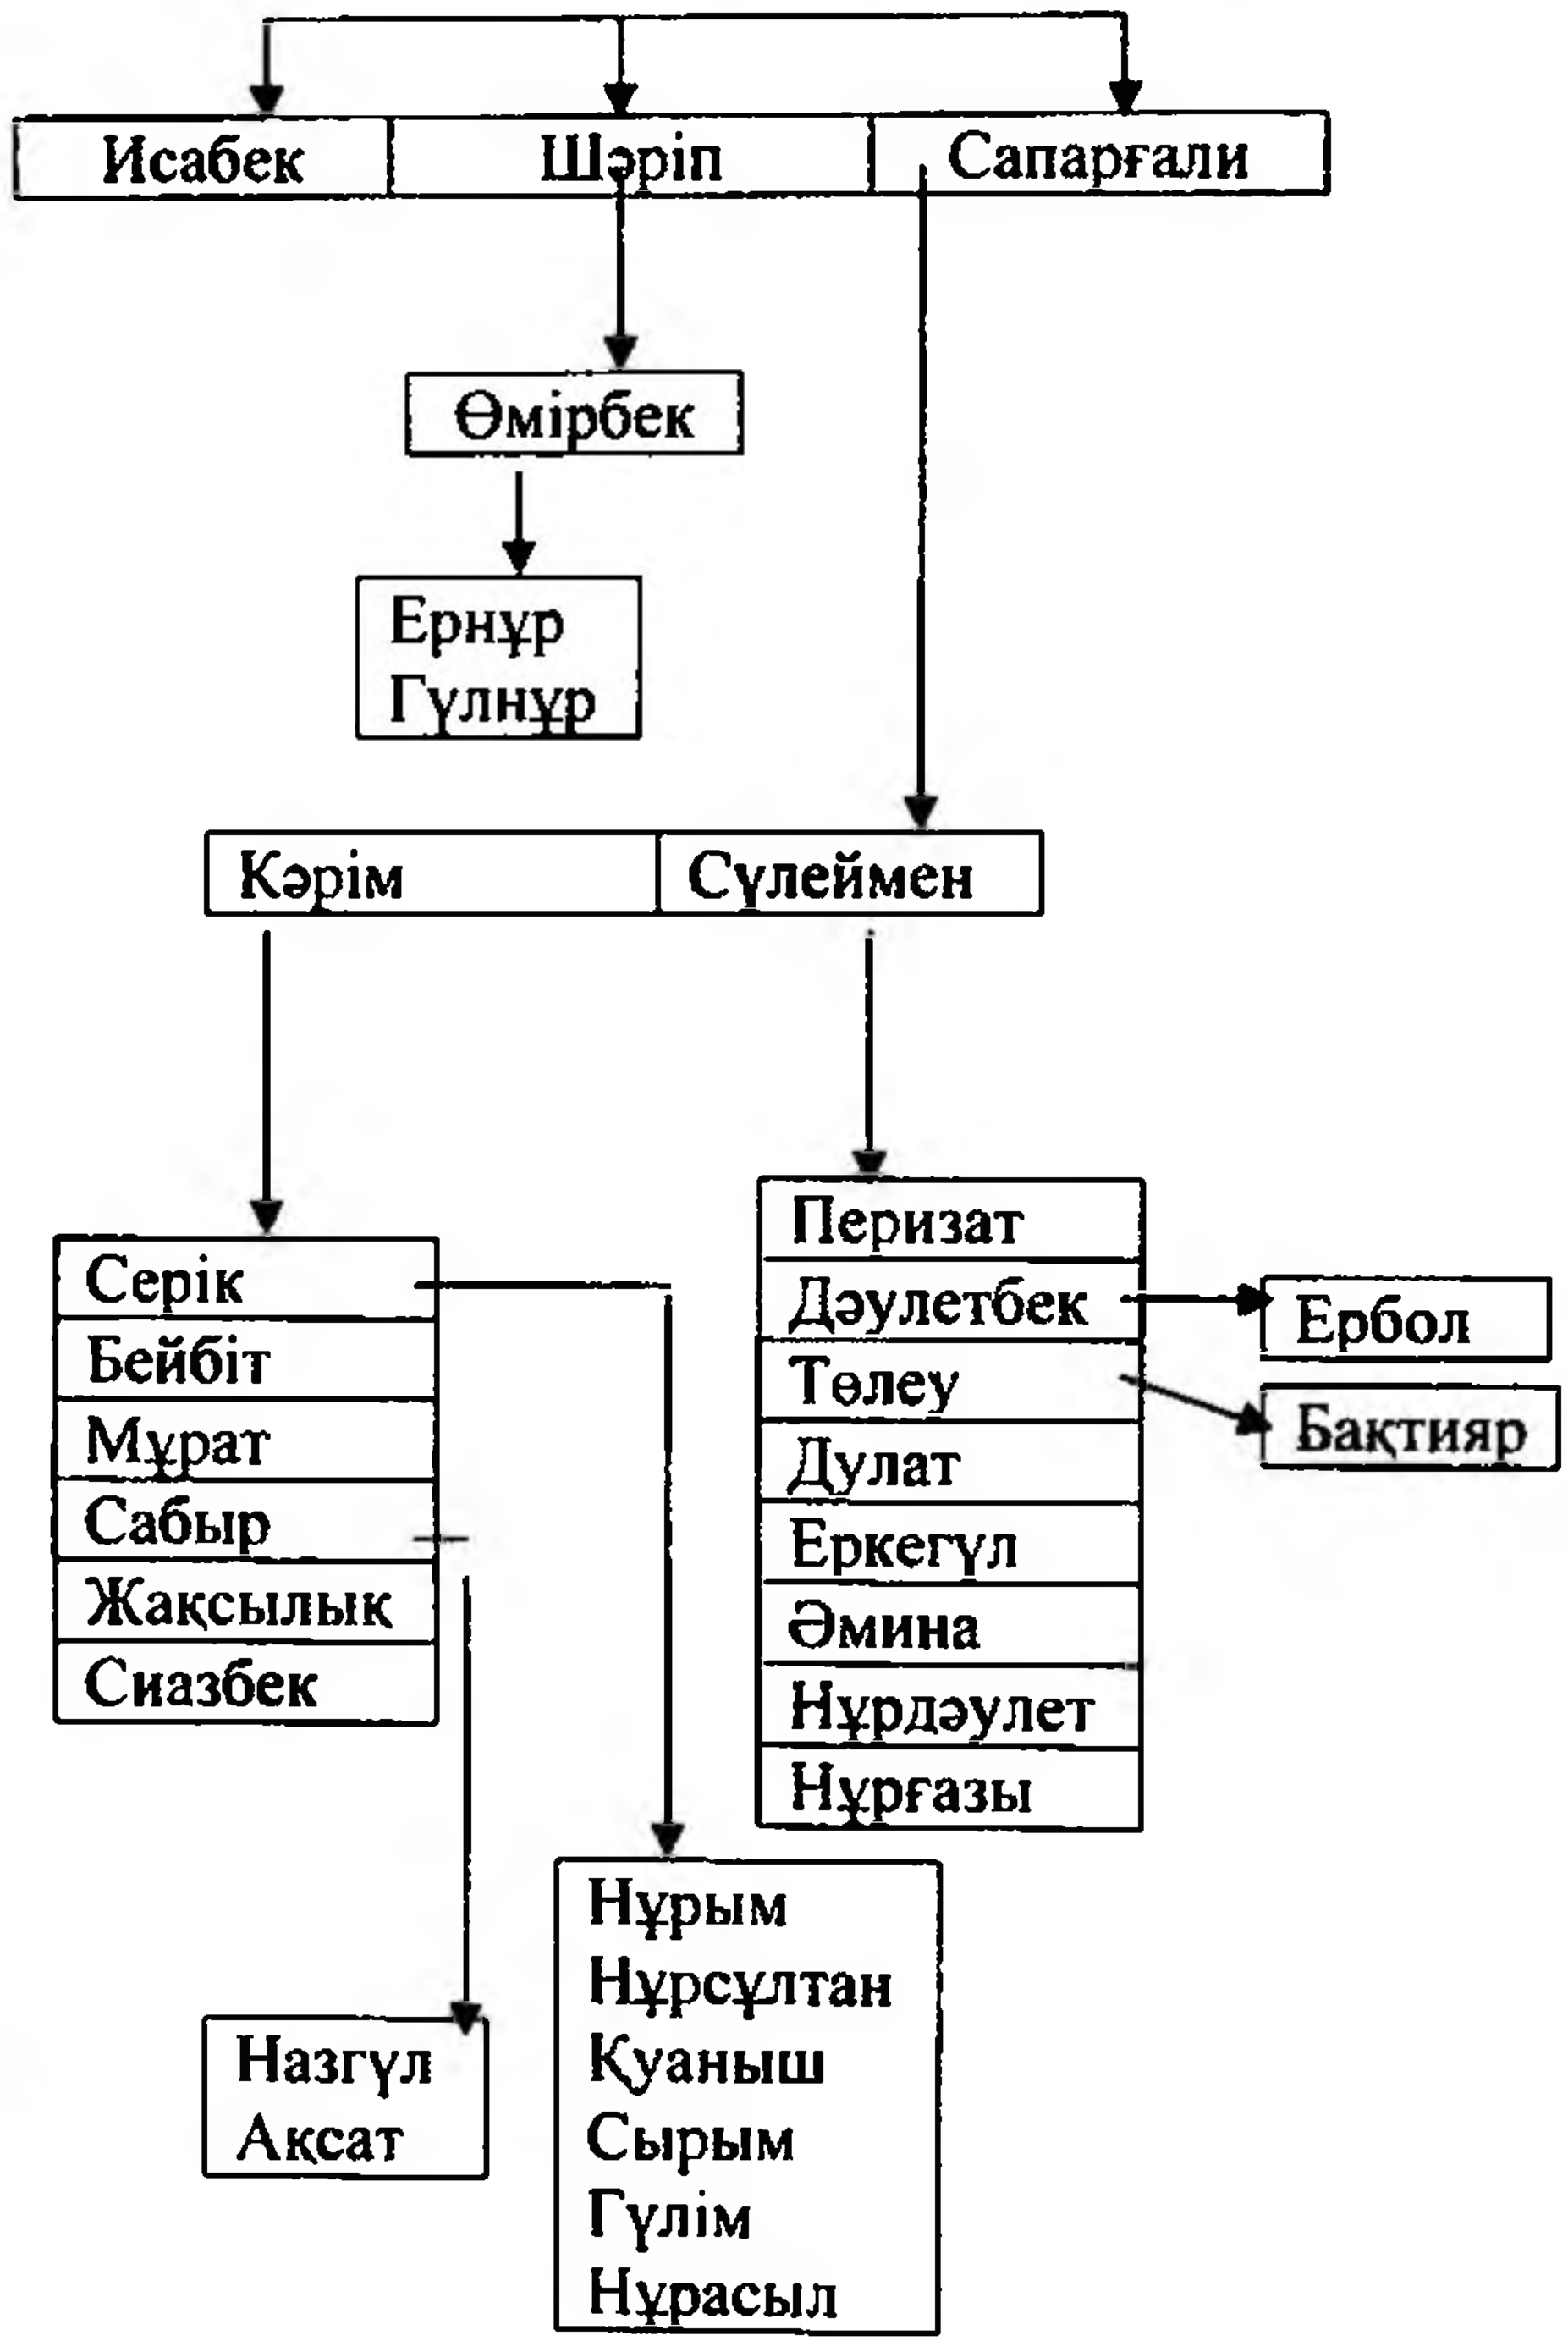 Исабек Шәріп Сапарғали
Өмірбек
Ернұр
Гүлнұр
Кәрім Сүлеймен
Серік
Бейбіт
Мұрат
Сабыр
Жақсылық
Сиазбек
Перизат
Дәулетбек
Төлеу
Дулат
Еркегүл
Әмина
Нұрдәулет
Нұрғазы
Ербол
Бақтияр
Назгүл
Ақсат
Нұрым
Нұрсұлтан
Қуаныш
Сырым
Гүлім
Нұрасыл